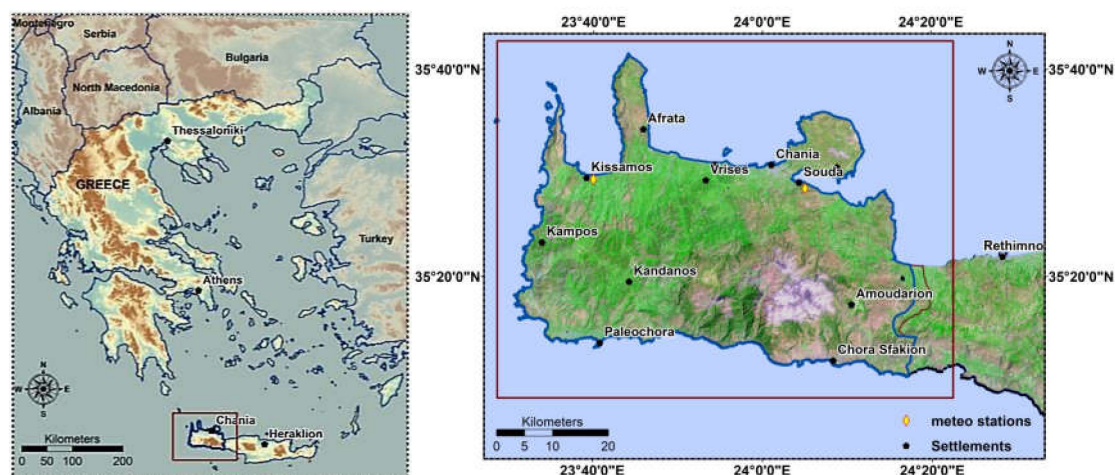 Montenegro
Serbia
Bulgaria
North Macedonia
Albania
Thessaloniki
GREECE
Turkey
Athens
N
W E
S
Chania
Heraklion
Kilometers
0 50 100 200
23°40'0"E 24°0'0"E 24°20'0"E
35°40'0"N 35°40'0"N
N
W E
S
Afrata
Chania
Kissamos
Vrises
Souda
Kampos
Rethimno
35°20'0"N 35°20'0"N
Kandanos
Amoudarion
Paleochora
Chora Sfakion
Kilometers
0 5 10 20
meteo stations
Settlements
23°40'0"E 24°0'0"E 24°20'0"E